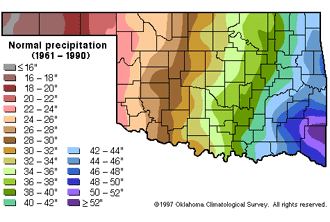 Normal precipitation
(1961 – 1990)
≤ 16"
16 – 18"
18 – 20"
20 – 22"
22 – 24"
24 – 26"
26 – 28"
28 – 30"
30 – 32"
32 – 34"
34 – 36"
36 – 38"
38 – 40"
40 – 42"
42 – 44"
44 – 46"
46 – 48"
48 – 50"
50 – 52"
≥ 52"
©1997 Oklahoma Climatological Survey. All rights reserved.